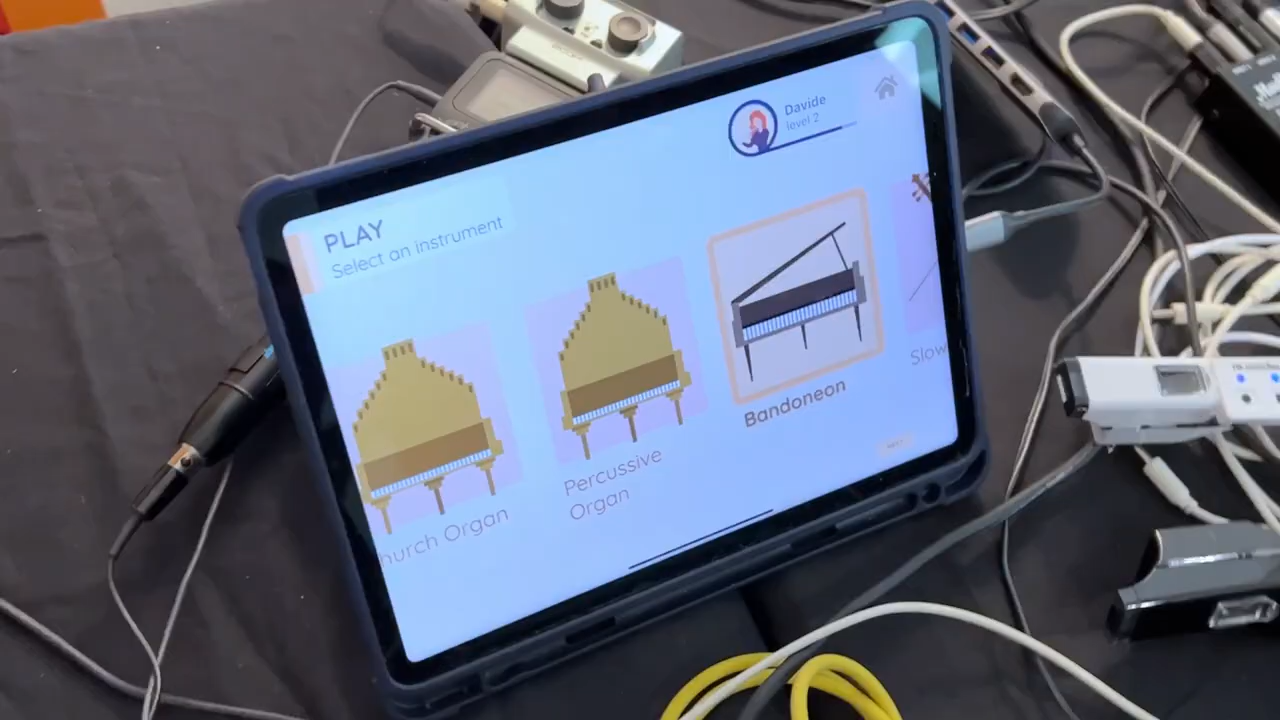 Davide
level 2
PLAY
Select an instrument
hurch Organ
Percussive
Organ
Bandoneon
Slow